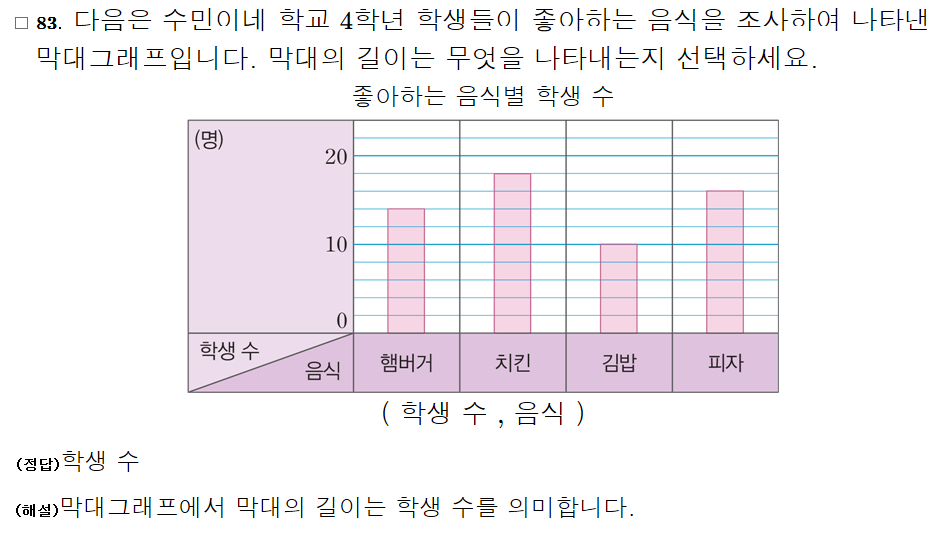 □ 83. 다음은 수민이네 학교 4학년 학생들이 좋아하는 음식을 조사하여 나타낸
막대그래프입니다. 막대의 길이는 무엇을 나타내는지 선택하세요.
좋아하는 음식별 학생 수
(명)
20
10
0
학생 수
음식
햄버거 치킨 김밥 피자
( 학생 수 , 음식 )
(정답)학생 수
(해설)막대그래프에서 막대의 길이는 학생 수를 의미합니다.